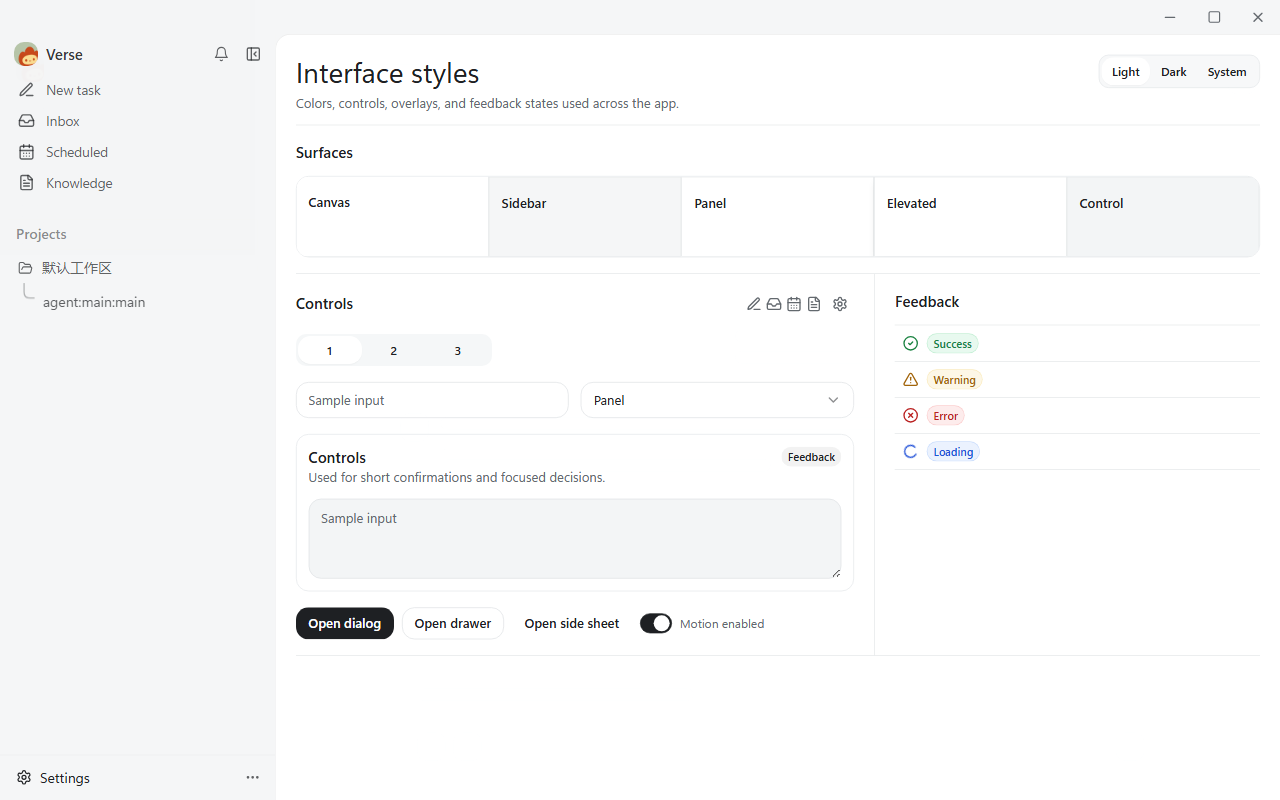 Verse
New task
Inbox
Scheduled
Knowledge
Projects
默认工作区
agent:main:main
Settings
Interface styles
Colors, controls, overlays, and feedback states used across the app.
Light Dark System
Surfaces
Canvas Sidebar Panel Elevated Control
Controls
1 2 3
Sample input Panel
Controls Feedback
Used for short confirmations and focused decisions.
Sample input
Open dialog Open drawer Open side sheet Motion enabled
Feedback
Success
Warning
Error
Loading